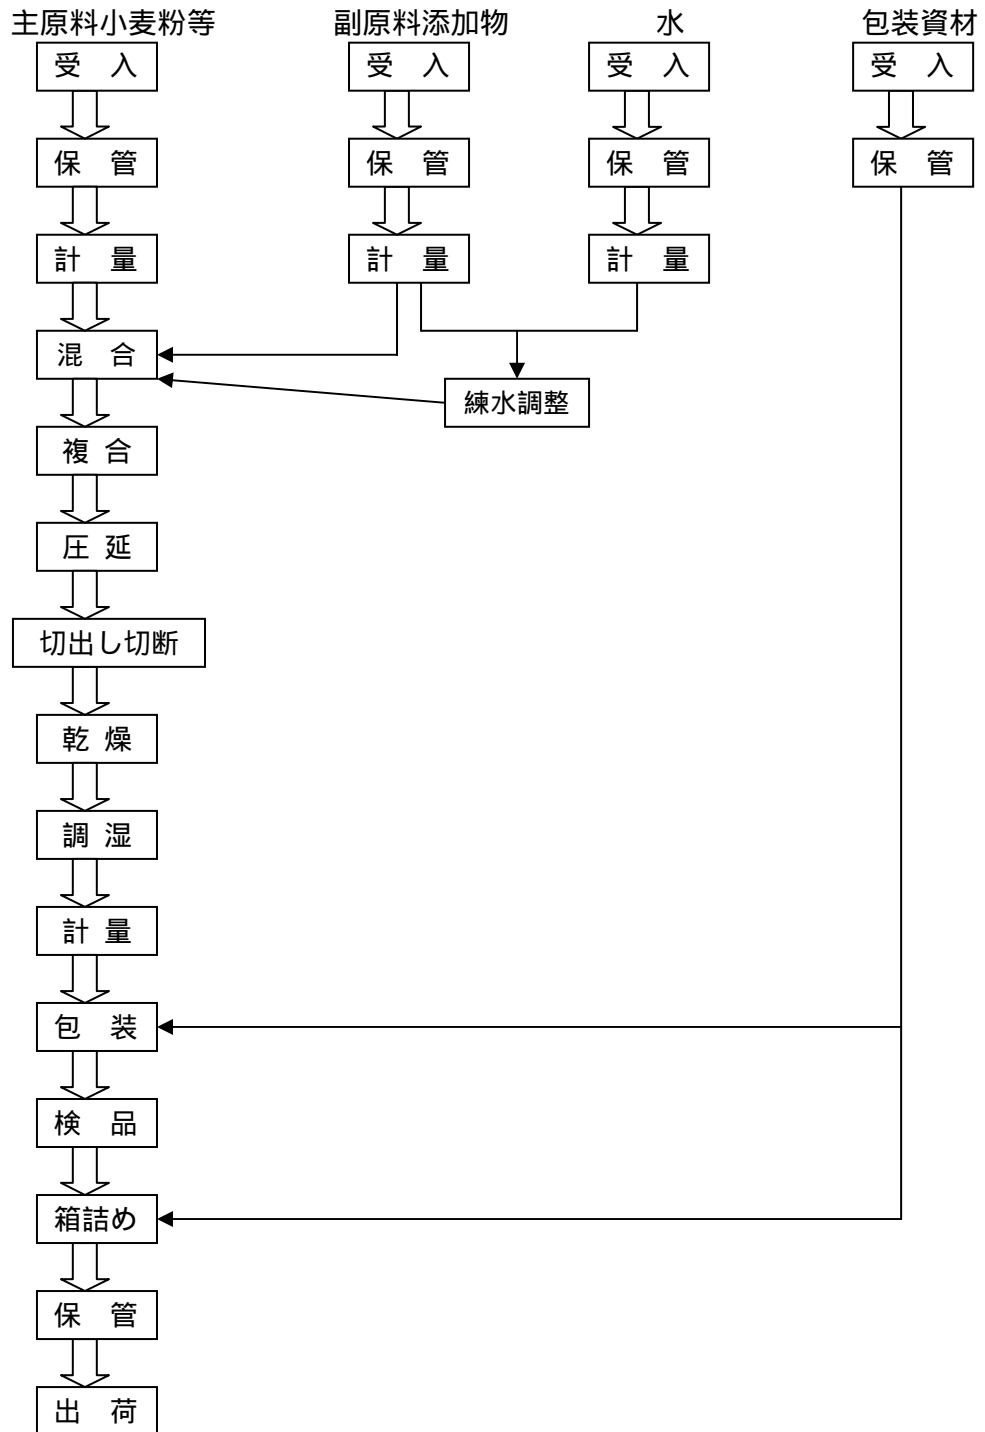 主原料小麦粉等 副原料添加物 水 包装資材
受　入 受　入 受　入 受　入
保　管 保　管 保　管 保　管
計　量 計　量 計　量
混　合
練水調整
複 合
圧 延
切出し切断
乾 燥
調 湿
計 量
包　装
検　品
箱詰め
保　管
出　荷